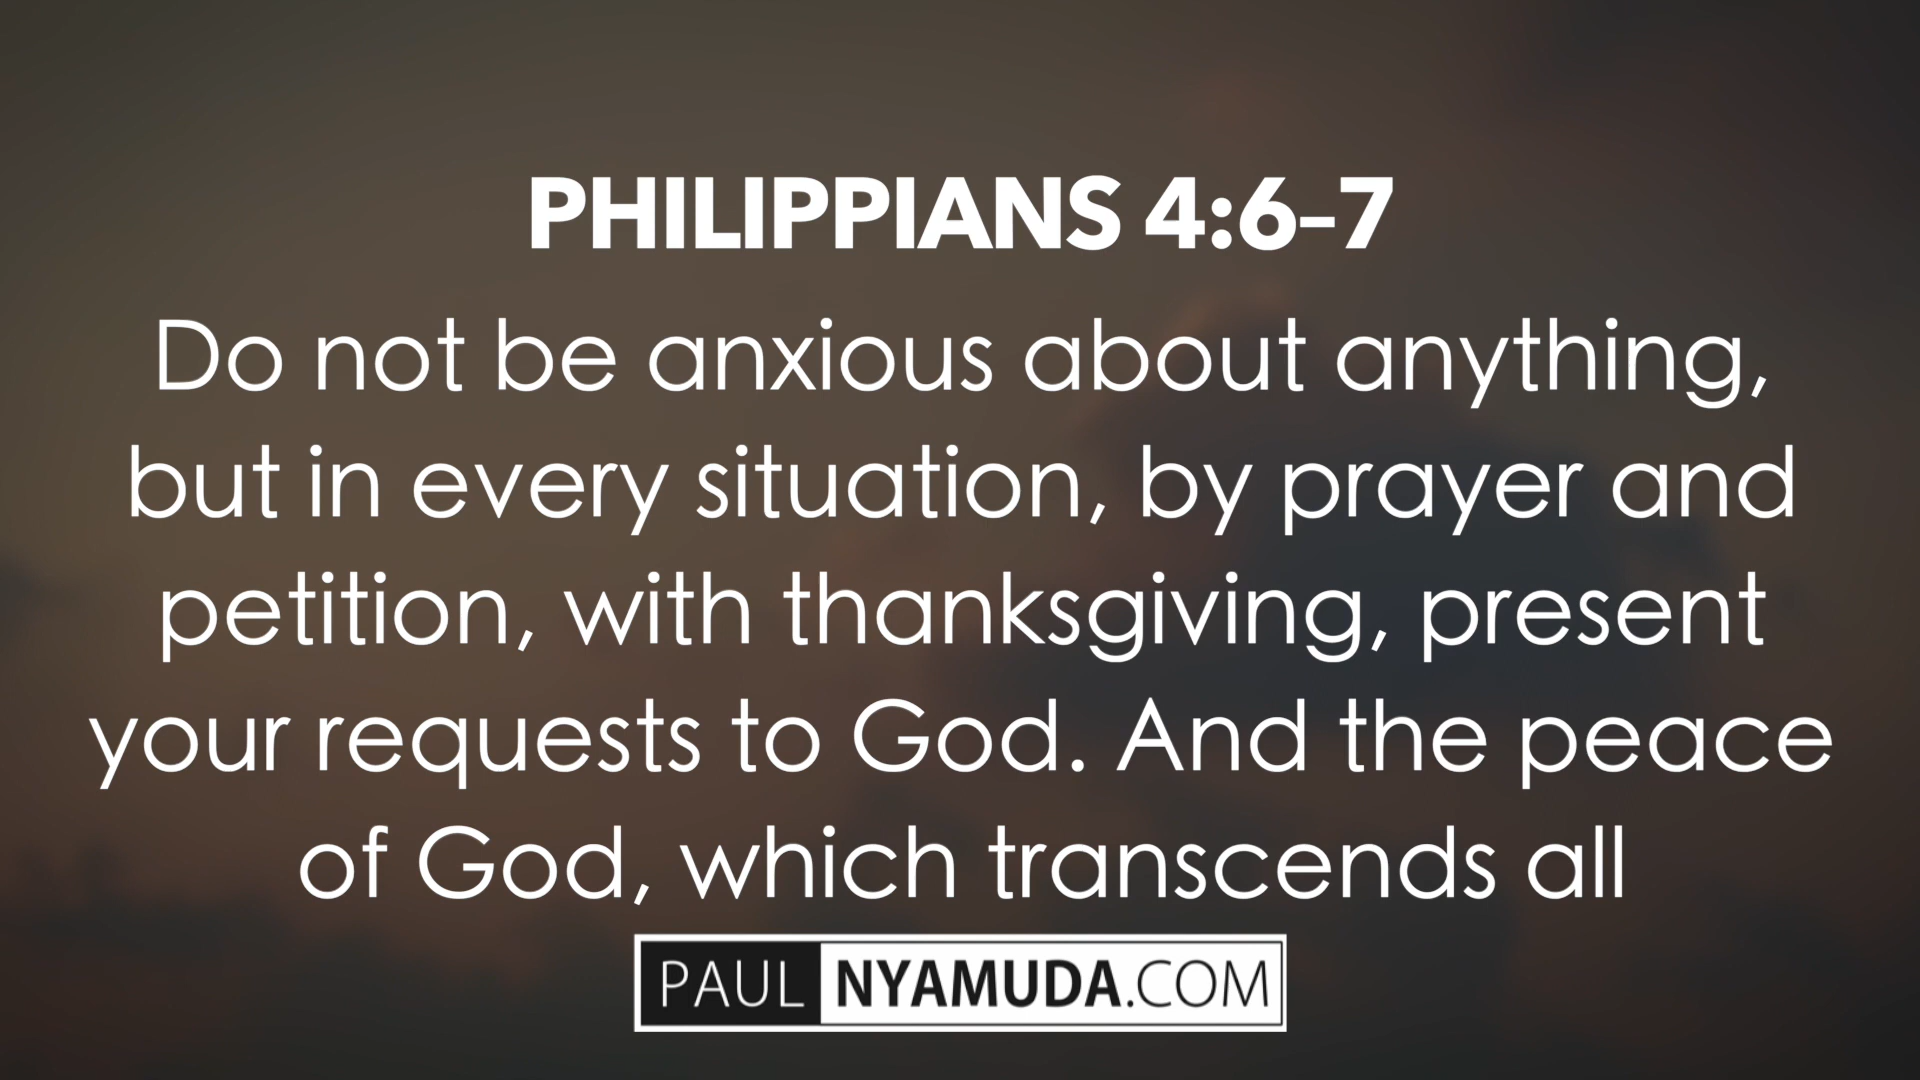 PHILIPPIANS 4:6–7
Do not be anxious about anything,
but in every situation, by prayer and
petition, with thanksgiving, present
your requests to God. And the peace
of God, which transcends all
PAUL NYAMUDA.COM